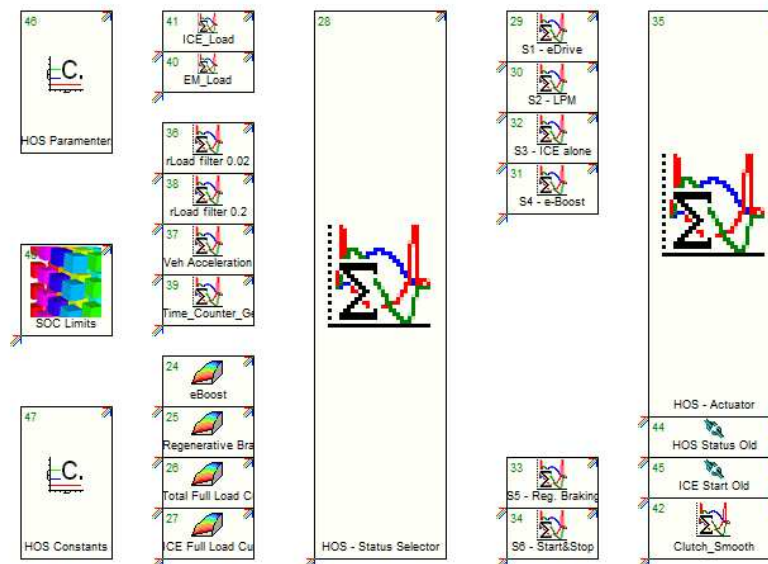 46
C.
HOS Paramenter
41
ICE_Load
40
EM_Load
36
rLoad filter 0.02
38
rLoad filter 0.2
37
Veh Acceleration
39
Time_Counter_Ge
SOC Limits
24
eBoost
25
Regenerative Bra
26
Total Full Load Cu
27
ICE Full Load Cu
47
C.
HOS Constants
28
Σ
HOS - Status Selector
29
S1 - eDrive
30
S2 - LPM
32
S3 - ICE alone
31
S4 - e-Boost
33
S5 - Reg. Braking
34
S6 - Start&Stop
35
Σ
HOS - Actuator
44
HOS Status Old
45
ICE Start Old
42
Clutch_Smooth